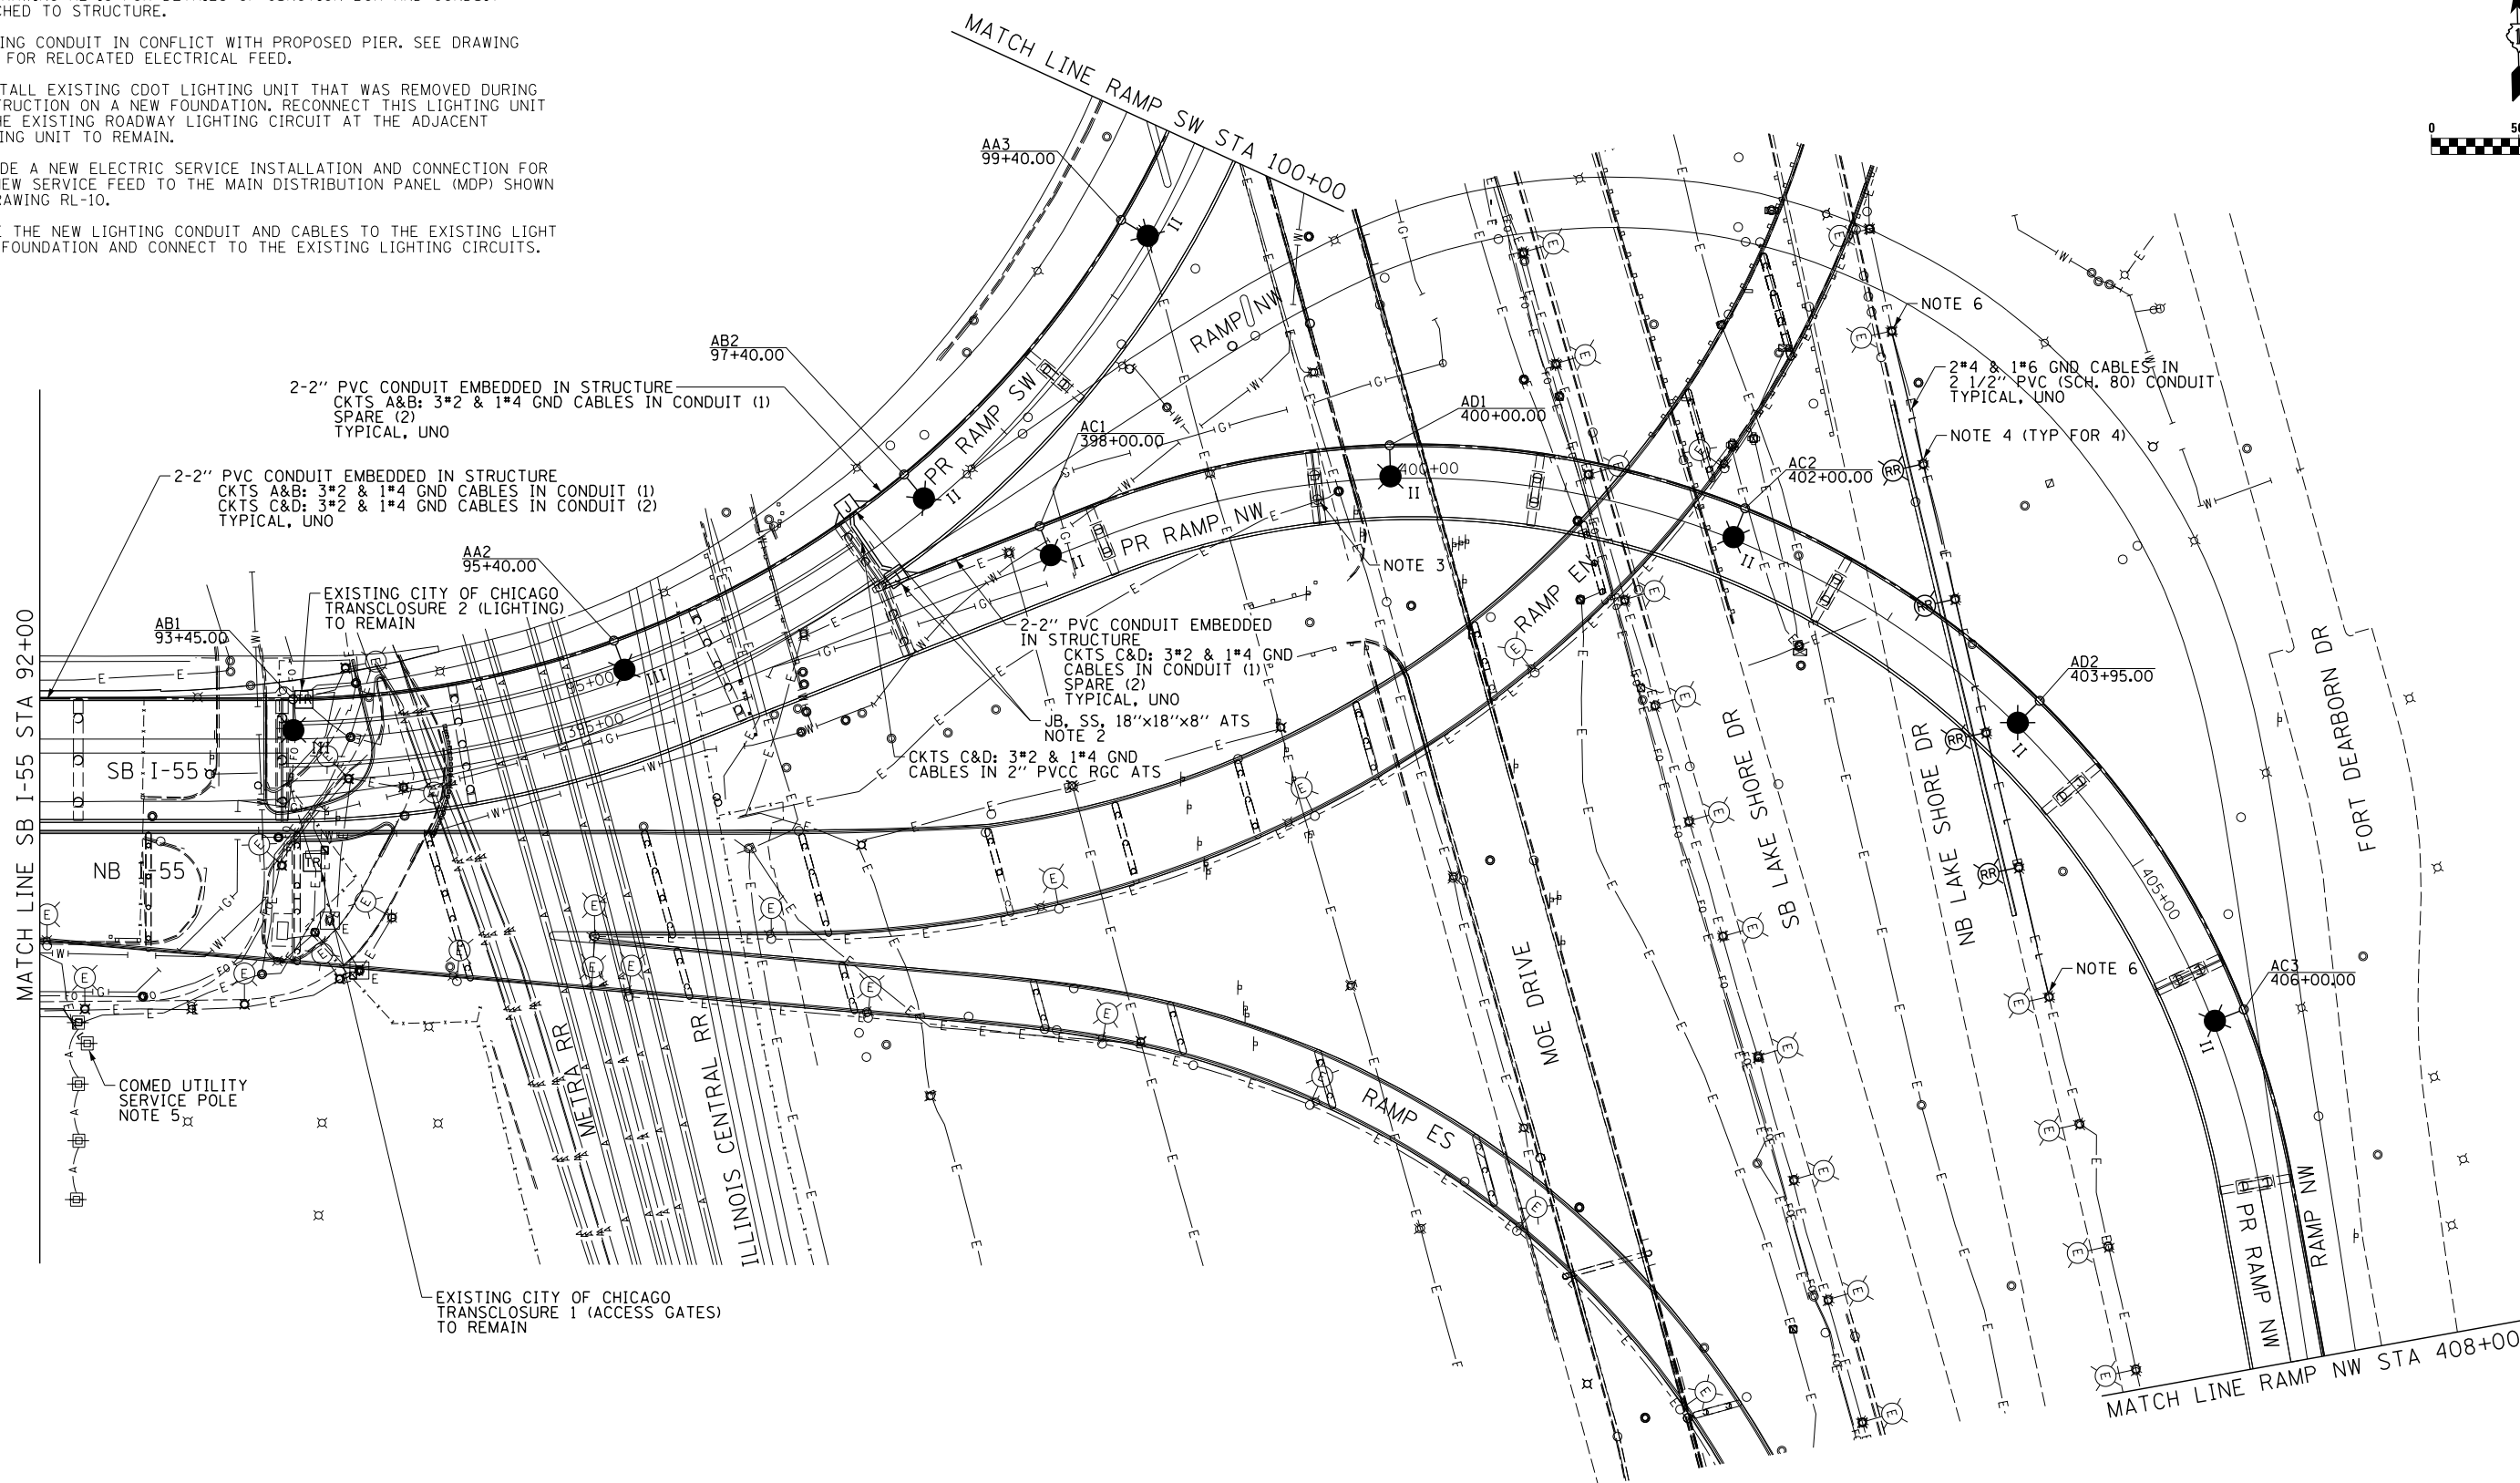 CHED TO STRUCTURE.
ING CONDUIT IN CONFLICT WITH PROPOSED PIER. SEE DRAWING
FOR RELOCATED ELECTRICAL FEED.
TALL EXISTING CDOT LIGHTING UNIT THAT WAS REMOVED DURING
TRUCTION ON A NEW FOUNDATION. RECONNECT THIS LIGHTING UNIT
HE EXISTING ROADWAY LIGHTING CIRCUIT AT THE ADJACENT
ING UNIT TO REMAIN.
DE A NEW ELECTRIC SERVICE INSTALLATION AND CONNECTION FOR
EW SERVICE FEED TO THE MAIN DISTRIBUTION PANEL (MDP) SHOWN
RAWING RL-10.
E THE NEW LIGHTING CONDUIT AND CABLES TO THE EXISTING LIGHT
FOUNDATION AND CONNECT TO THE EXISTING LIGHTING CIRCUITS.
MATCH LINE RAMP SW STA 100+00
0 50
AA3
99+40.00
II
RAMP NW
NOTE 6
AB2
97+40.00
2-2" PVC CONDUIT EMBEDDED IN STRUCTURE
CKTS A&B: 3#2 & 1#4 GND CABLES IN CONDUIT (1)
SPARE (2)
TYPICAL, UNO
PR RAMP SW
II
2#4 & 1#6 GND CABLES IN
2 1/2" PVC (SCH. 80) CONDUIT
TYPICAL, UNO
AD1
400+00.00
AC1
398+00.00
NOTE 4 (TYP FOR 4)
2-2" PVC CONDUIT EMBEDDED IN STRUCTURE
CKTS A&B: 3#2 & 1#4 GND CABLES IN CONDUIT (1)
CKTS C&D: 3#2 & 1#4 GND CABLES IN CONDUIT (2)
TYPICAL, UNO
400+00
II
AC2
402+00.00
II
PR RAMP NW
II
NOTE 3
AA2
95+40.00
EXISTING CITY OF CHICAGO
TRANSCLOSURE 2 (LIGHTING)
TO REMAIN
AB1
93+45.00
RAMP EN
2-2" PVC CONDUIT EMBEDDED
IN STRUCTURE
CKTS C&D: 3#2 & 1#4 GND
CABLES IN CONDUIT (1)
SPARE (2)
TYPICAL, UNO
JB, SS, 18"x18"x8" ATS
NOTE 2
CKTS C&D: 3#2 & 1#4 GND
CABLES IN 2" PVCC RGC ATS
III
95+00
395+00
III
AD2
403+95.00
II
MATCH LINE SB I-55 STA 92+00
SB I-55
NB I-55
SB LAKE SHORE DR
NB LAKE SHORE DR
FORT DEARBORN DR
405+00
NOTE 6
AC3
406+00.00
II
MOE DRIVE
METRA RR
ILLINOIS CENTRAL RR
COMED UTILITY
SERVICE POLE
NOTE 5
RAMP ES
PR RAMP NW
RAMP NW
EXISTING CITY OF CHICAGO
TRANSCLOSURE 1 (ACCESS GATES)
TO REMAIN
MATCH LINE RAMP NW STA 408+00